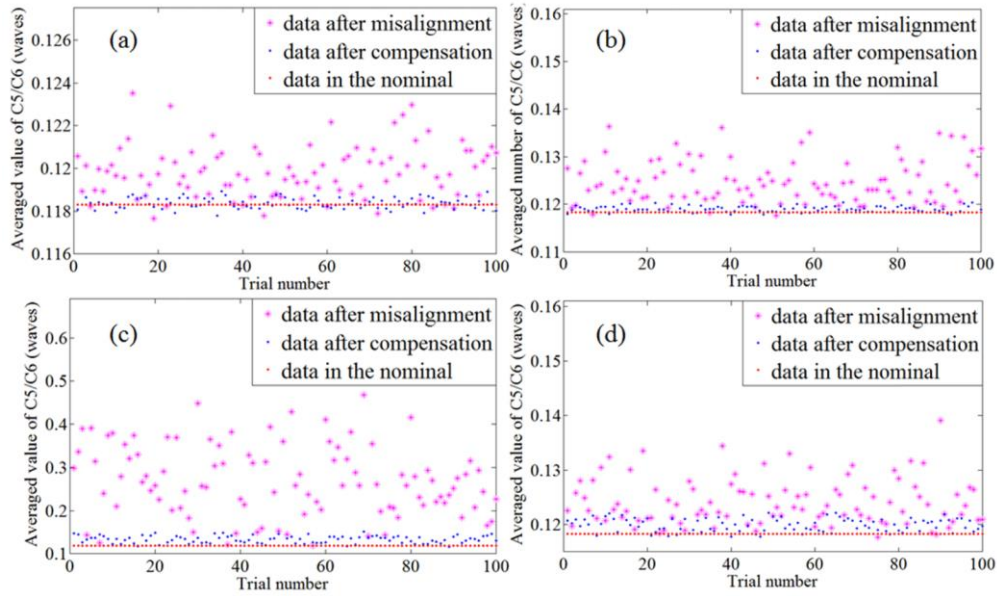 (a)
data after misalignment
data after compensation
data in the nominal
Averaged value of C5/C6 (waves)
0.126
0.124
0.122
0.12
0.118
0.116
0 20 40 60 80 100
Trial number
(b)
data after misalignment
data after compensation
data in the nominal
Averaged number of C5/C6 (waves)
0.16
0.15
0.14
0.13
0.12
0.11
0 20 40 60 80 100
Trial number
(c)
data after misalignment
data after compensation
data in the nominal
Averaged value of C5/C6 (waves)
0.6
0.5
0.4
0.3
0.2
0.1
0 20 40 60 80 100
Trial number
(d)
data after misalignment
data after compensation
data in the nominal
Averaged value of C5/C6 (waves)
0.16
0.15
0.14
0.13
0.12
0 20 40 60 80 100
Trial number